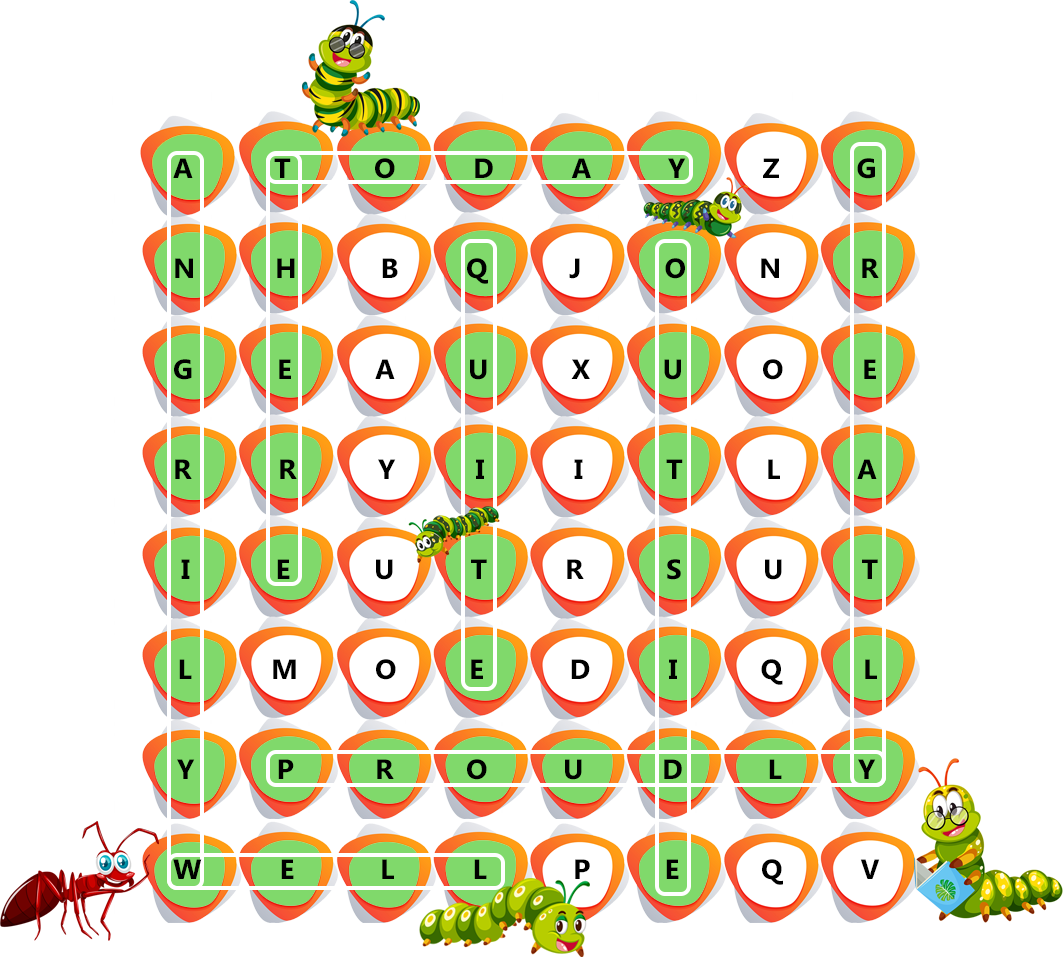 A T O D A Y Z G
N H B Q J O N R
G E A U X U O E
R R Y I I T L A
I E U T R S U T
L M O E D I Q L
Y P R O U D L Y
W E L L P E Q V